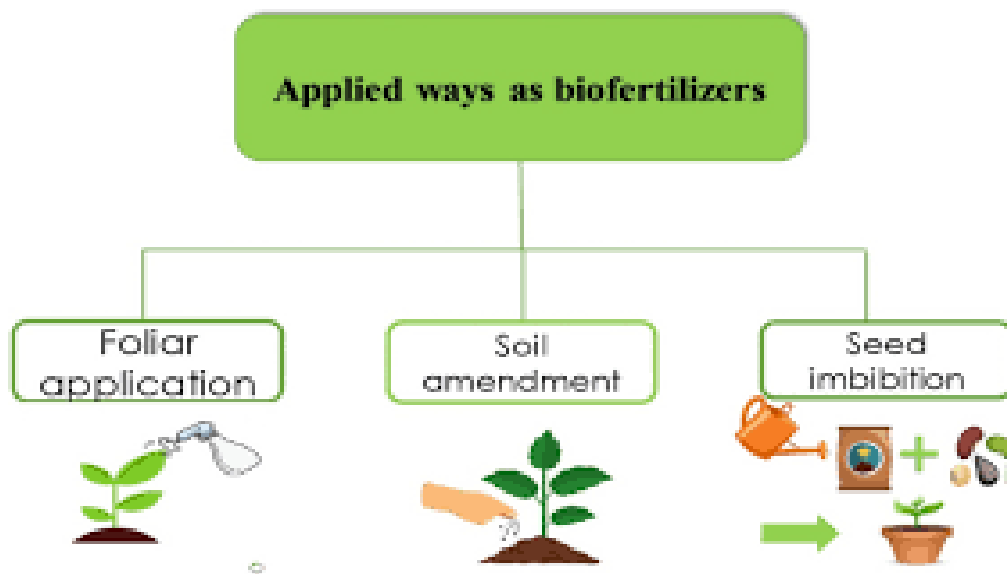 Applied ways as biofertilizers
Foliar
application
Soil
amendment
Seed
imbibition